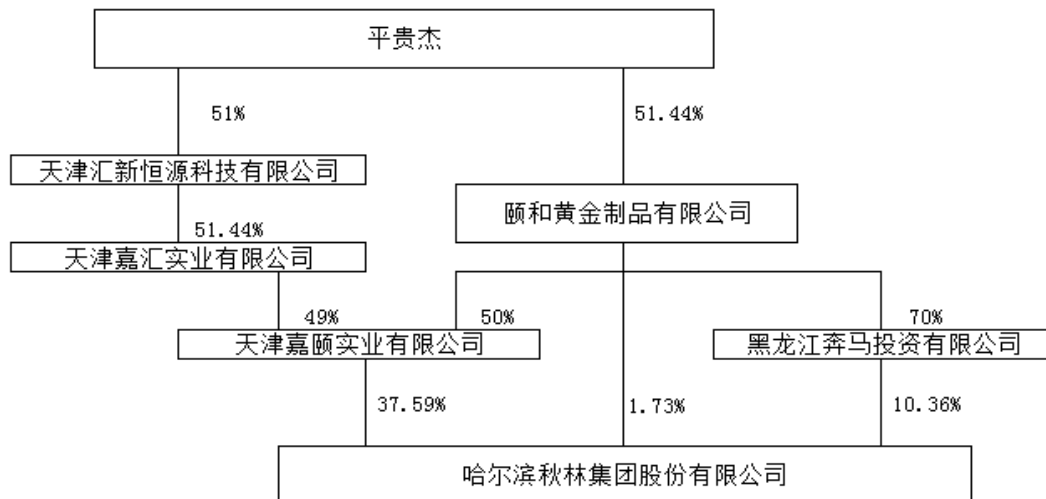 平贵杰
51%
51.44%
天津汇新恒源科技有限公司
颐和黄金制品有限公司
51.44%
天津嘉汇实业有限公司
49%
50%
70%
天津嘉颐实业有限公司
黑龙江奔马投资有限公司
37.59%
1.73%
10.36%
哈尔滨秋林集团股份有限公司